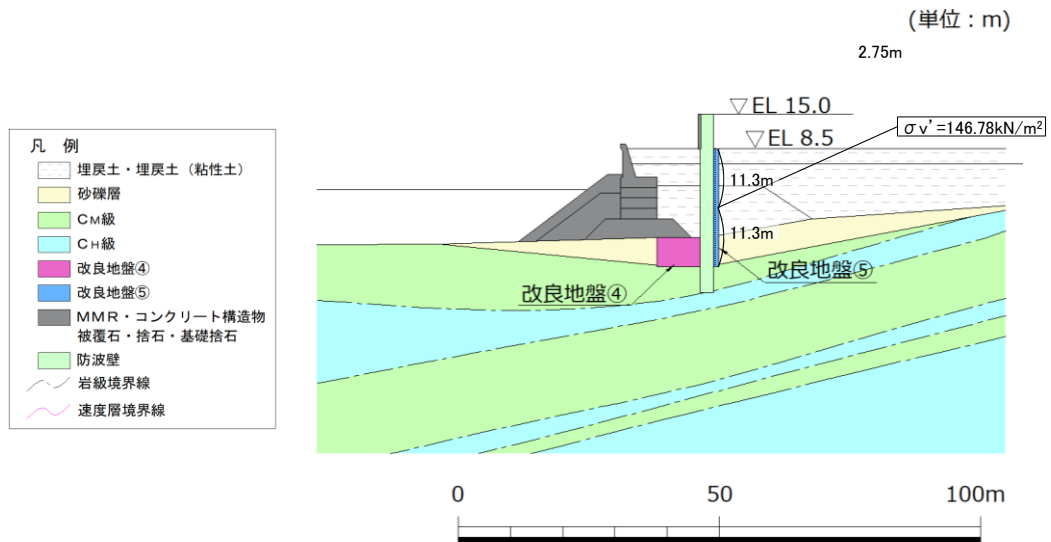 (単位：m)
2.75m
▽EL 15.0
σv’=146.78kN/m²
▽EL 8.5
11.3m
11.3m
改良地盤⑤
改良地盤④
凡　例
埋戻土・埋戻土（粘性土）
砂礫層
CM級
CH級
改良地盤④
改良地盤⑤
MMR・コンクリート構造物
被覆石・捨石・基礎捨石
防波壁
岩級境界線
速度層境界線
0 50 100m